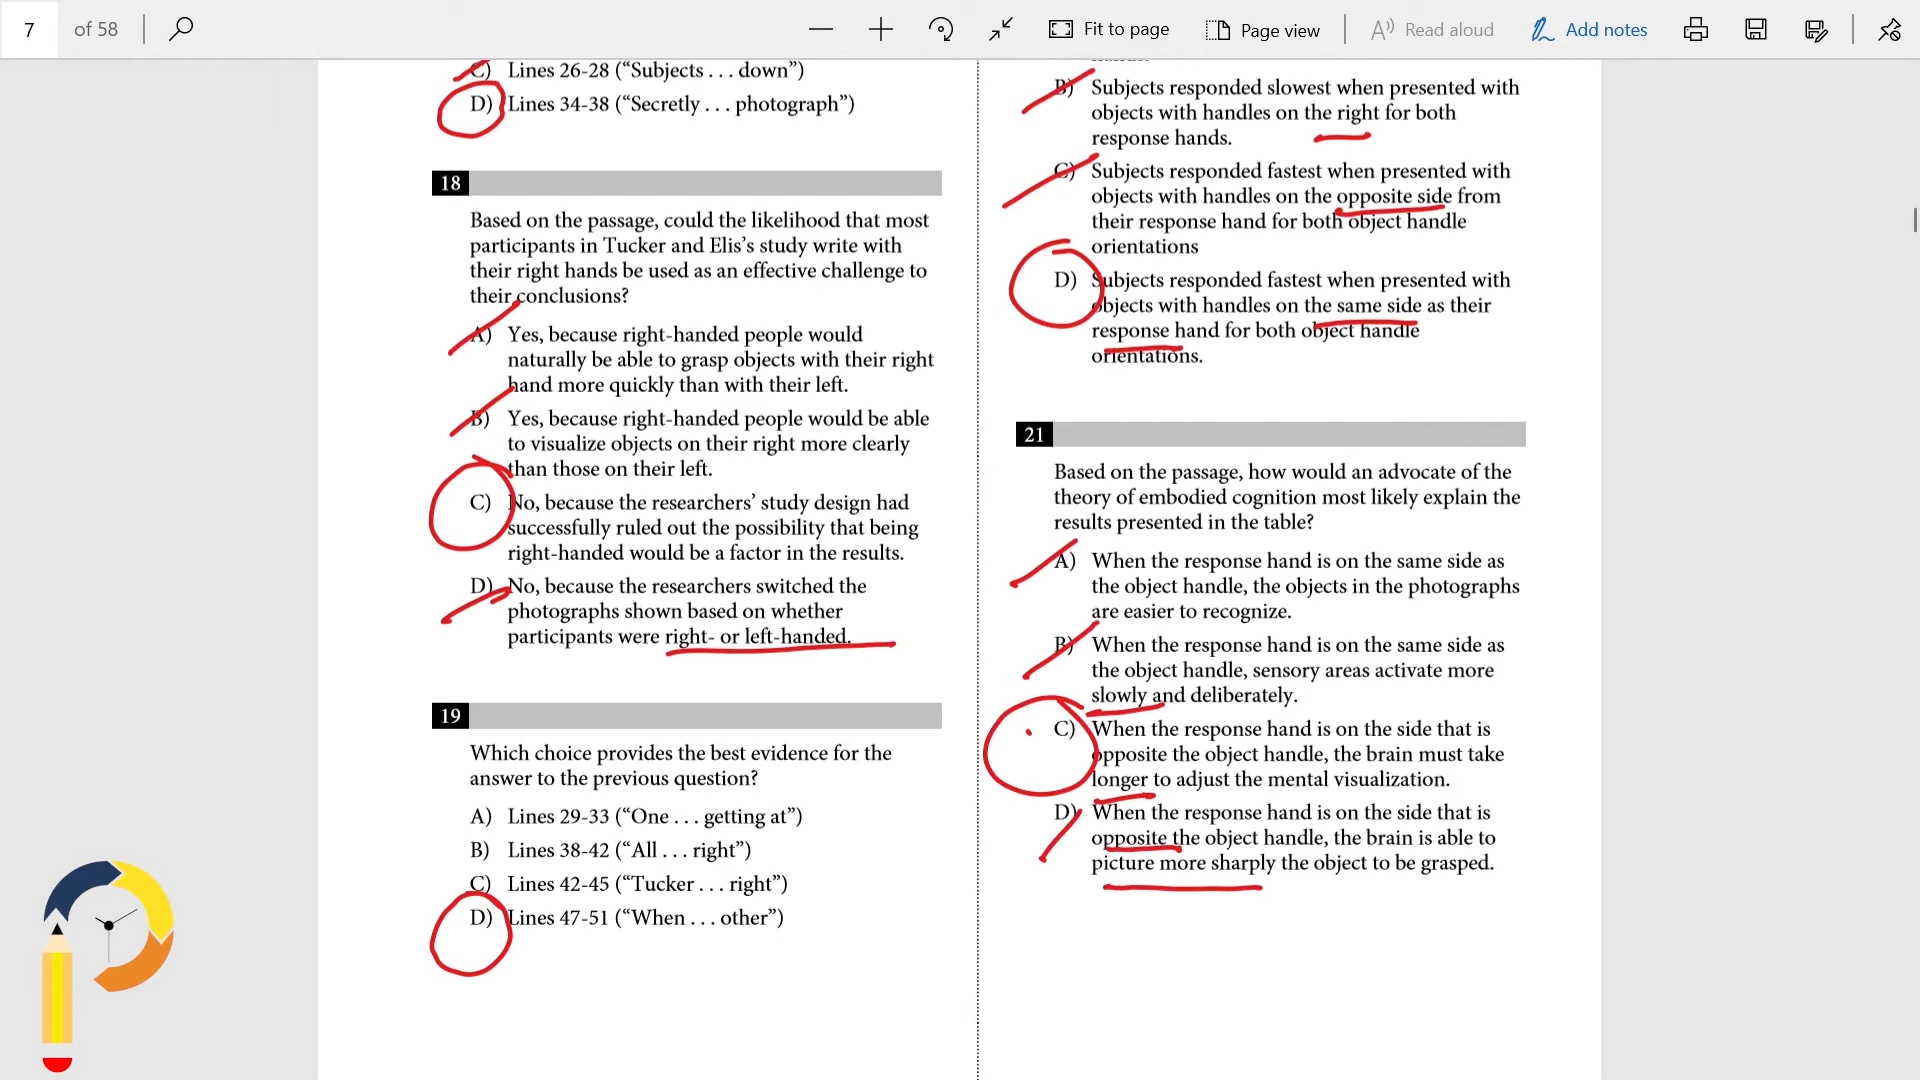 7 of 58
Fit to page
Page view
Read aloud
Add notes
C) Lines 26-28 (“Subjects . . . down”)
D) Lines 34-38 (“Secretly . . . photograph”)
18
Based on the passage, could the likelihood that most
participants in Tucker and Elis’s study write with
their right hands be used as an effective challenge to
their conclusions?
A) Yes, because right-handed people would
naturally be able to grasp objects with their right
hand more quickly than with their left.
B) Yes, because right-handed people would be able
to visualize objects on their right more clearly
than those on their left.
C) No, because the researchers’ study design had
successfully ruled out the possibility that being
right-handed would be a factor in the results.
D) No, because the researchers switched the
photographs shown based on whether
participants were right- or left-handed.
19
Which choice provides the best evidence for the
answer to the previous question?
A) Lines 29-33 (“One . . . getting at”)
B) Lines 38-42 (“All . . . right”)
C) Lines 42-45 (“Tucker . . . right”)
D) Lines 47-51 (“When . . . other”)
B) Subjects responded slowest when presented with
objects with handles on the right for both
response hands.
C) Subjects responded fastest when presented with
objects with handles on the opposite side from
their response hand for both object handle
orientations
D) Subjects responded fastest when presented with
objects with handles on the same side as their
response hand for both object handle
orientations.
21
Based on the passage, how would an advocate of the
theory of embodied cognition most likely explain the
results presented in the table?
A) When the response hand is on the same side as
the object handle, the objects in the photographs
are easier to recognize.
B) When the response hand is on the same side as
the object handle, sensory areas activate more
slowly and deliberately.
C) When the response hand is on the side that is
opposite the object handle, the brain must take
longer to adjust the mental visualization.
D) When the response hand is on the side that is
opposite the object handle, the brain is able to
picture more sharply the object to be grasped.